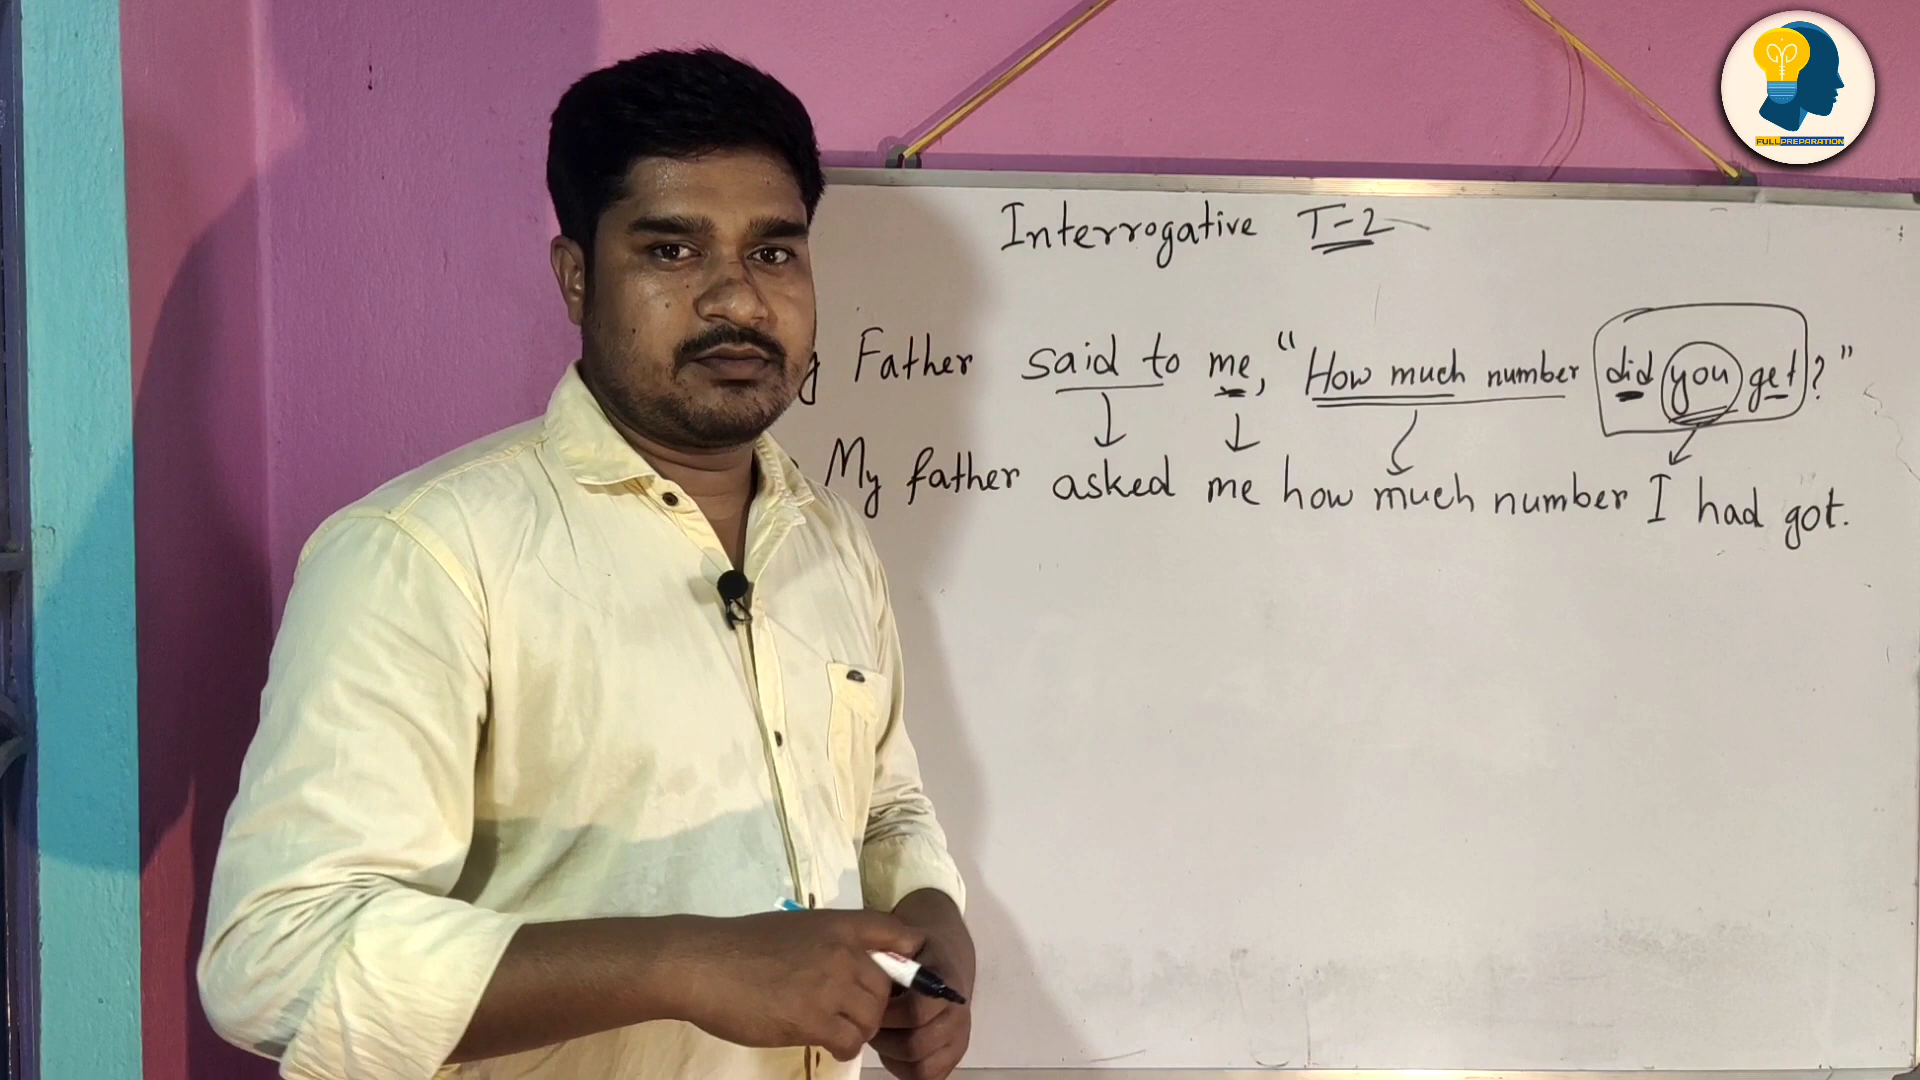 FULLPREPARATION
Interrogative T-2
Father said to me, "How much number did you get?"
My father asked me how much number I had got.